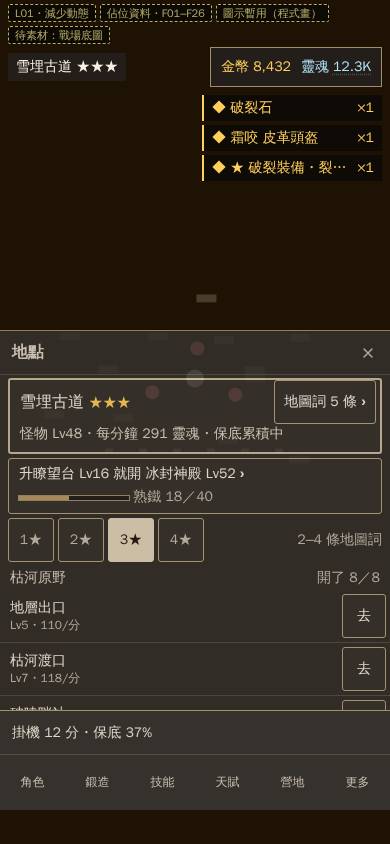 L01・減少動態 佔位資料・F01–F26 圖示暫用（程式畫）
待素材：戰場底圖
雪埋古道 ★★★
金幣 8,432 靈魂 12.3K
◆ 破裂石 ×1
◆ 霜咬 皮革頭盔 ×1
◆ ★ 破裂裝備・裂… ×1
地點 ×
雪埋古道 ★★★
地圖詞 5 條 ›
怪物 Lv48・每分鐘 291 靈魂・保底累積中
升瞭望台 Lv16 就開 冰封神殿 Lv52 ›
熟鐵 18／40
1★ 2★ 3★ 4★ 2–4 條地圖詞
枯河原野 開了 8／8
地層出口
Lv5・110/分
去
枯河渡口
Lv7・118/分
去
掛機 12 分・保底 37%
角色 鍛造 技能 天賦 營地 更多